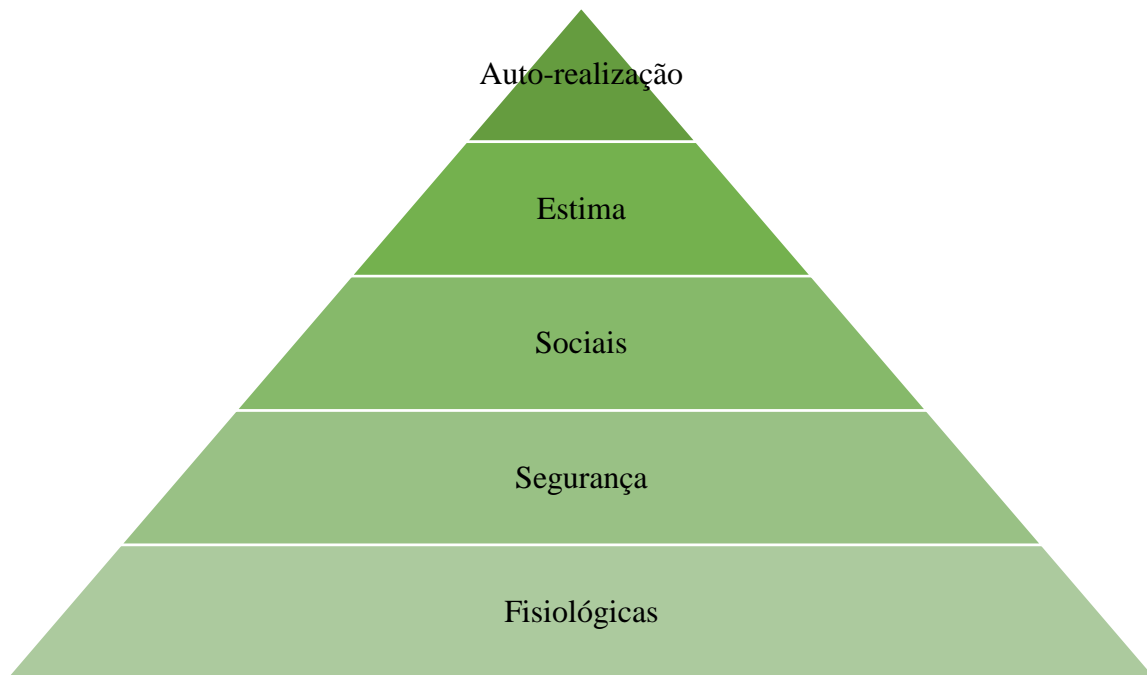 Auto-realização
Estima
Sociais
Segurança
Fisiológicas